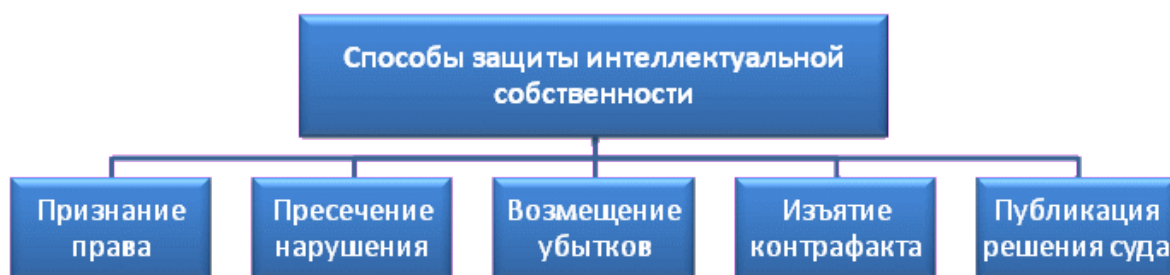 Способы защиты интеллектуальной
собственности
Признание
права
Пресечение
нарушения
Возмещение
убытков
Изъятие
контрафакта
Публикация
решения суда